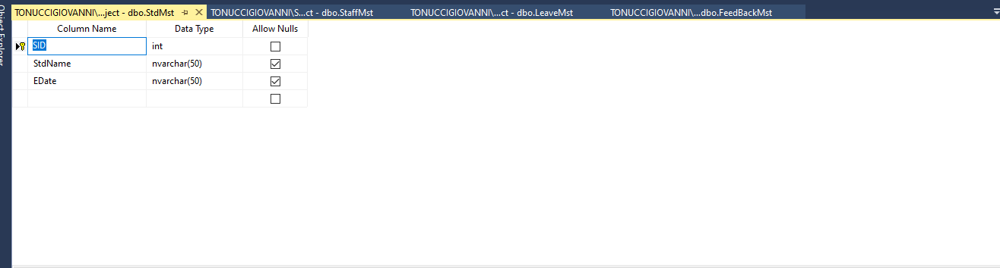 TONUCCIGIOVANNI\...ject - dbo.StdMst TONUCCIGIOVANNI\S...ct - dbo.StaffMst TONUCCIGIOVANNI\...ct - dbo.LeaveMst TONUCCIGIOVANNI\...dbo.FeedBackMst
Object Explorer
Column Name Data Type Allow Nulls
SID int
StdName nvarchar(50)
EDate nvarchar(50)